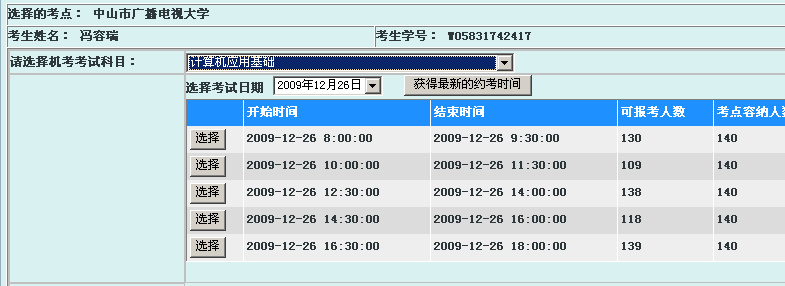 选择的考点： 中山市广播电视大学
考生姓名： 冯容瑞 考生学号： W05831742417
请选择机考考试科目： 计算机应用基础
选择考试日期 2009年12月26日 获得最新的约考时间
开始时间 结束时间 可报考人数 考点容纳人数
选择 2009-12-26 8:00:00 2009-12-26 9:30:00 130 140
选择 2009-12-26 10:00:00 2009-12-26 11:30:00 109 140
选择 2009-12-26 12:30:00 2009-12-26 14:00:00 138 140
选择 2009-12-26 14:30:00 2009-12-26 16:00:00 118 140
选择 2009-12-26 16:30:00 2009-12-26 18:00:00 139 140